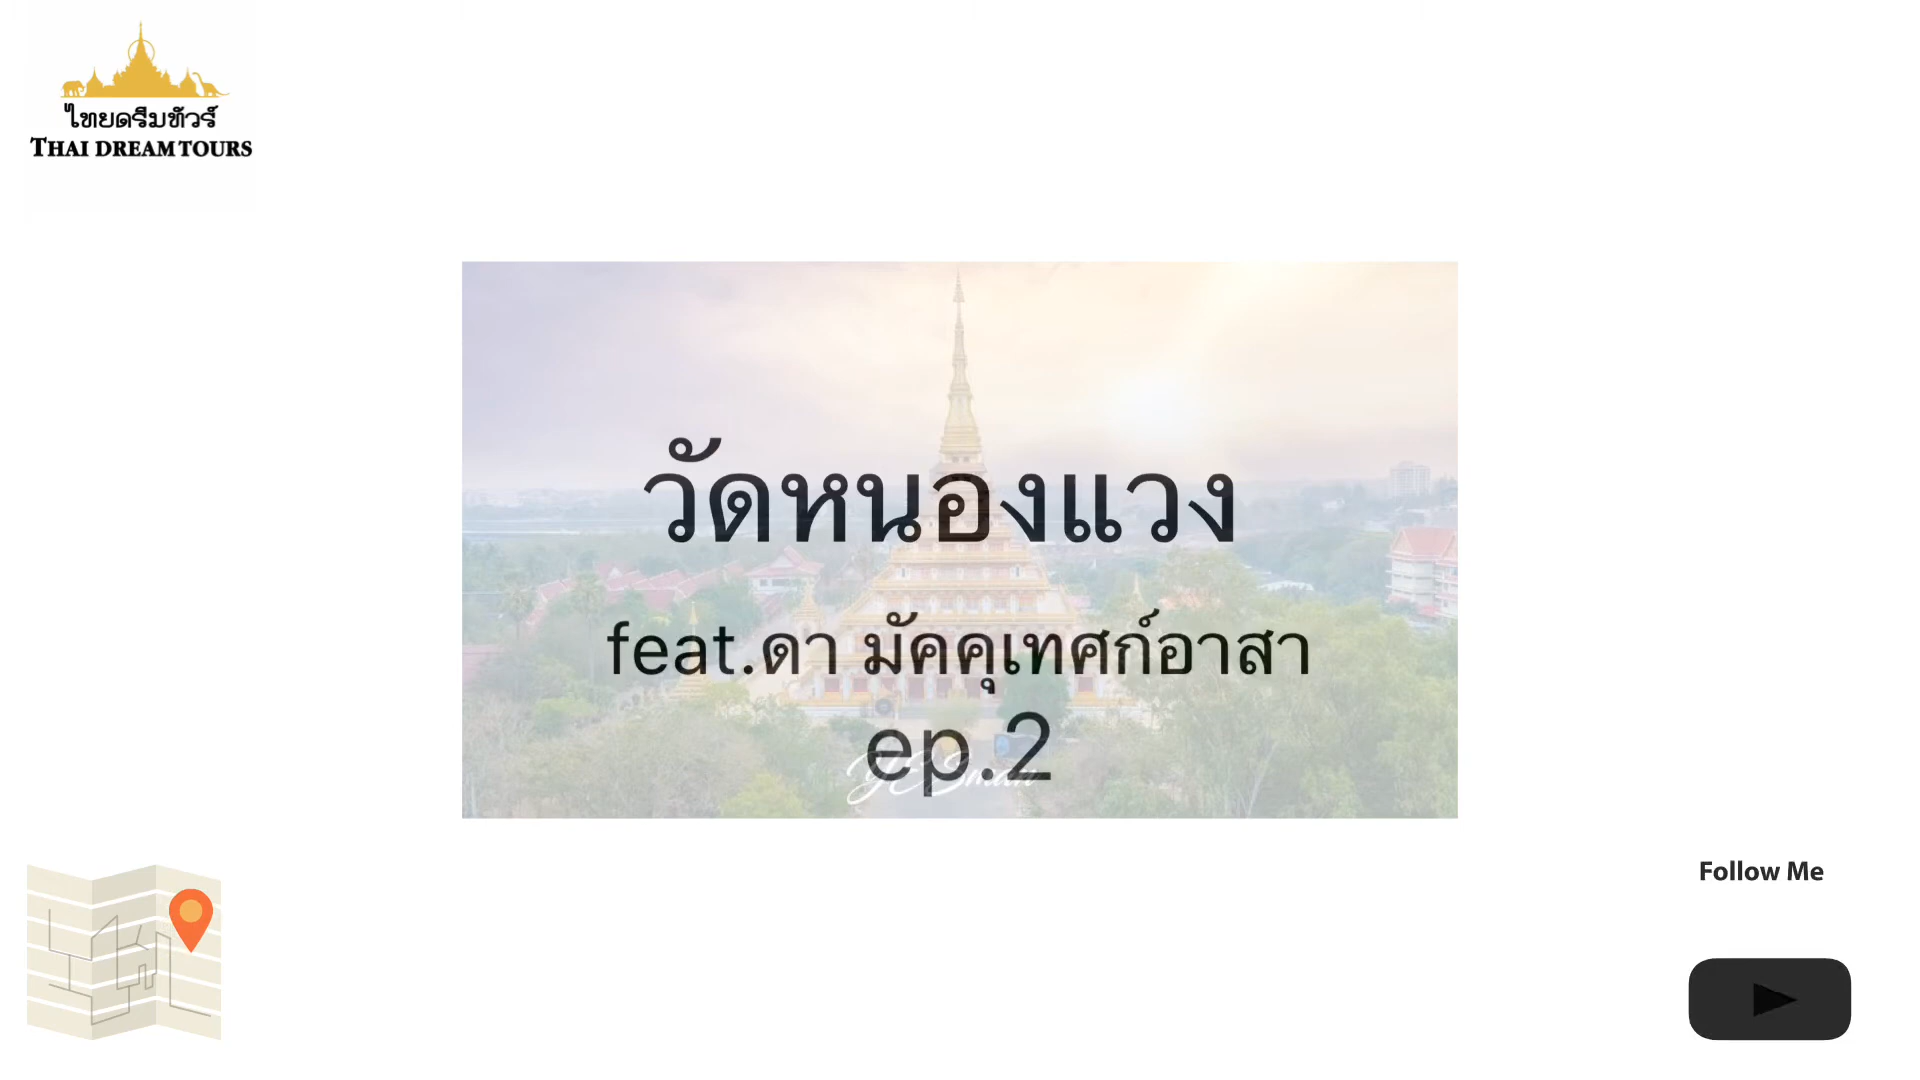 ไทยดรีมทัวร์
THAI DREAM TOURS
วัดหนองแวง
feat.ดา มัคคุเทศก์อาสา
ep.2
YESman
Follow Me